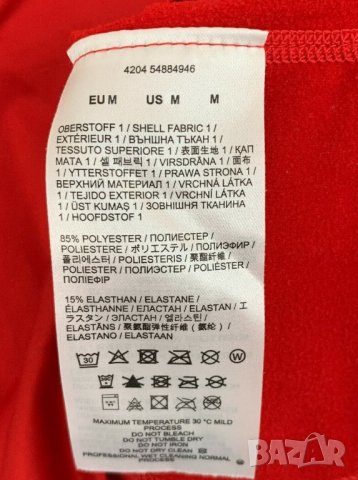 4204 54884946
EU M US M M
OBERSTOFF 1 / SHELL FABRIC 1 /
EXTÉRIEUR 1 / ВЪНШНА ТЪКАН 1 /
TESSUTO SUPERIORE 1 / 表面生地 1 / ҚАП
МАТА 1 / 셸 패브릭 1 / VIRSDRĀNA 1 / 面布
1 / YTTERSTOFFET 1 / PRAWA STRONA 1 /
ВЕРХНИЙ МАТЕРИАЛ 1 / VRCHNÁ LÁTKA
1 / TEJIDO EXTERIOR 1 / VRCHNÍ LÁTKA
1 / ÜST KUMAŞ 1 / ЗОВНІШНЯ ТКАНИНА
1 / HOOFDSTOF 1
85% POLYESTER / ПОЛИЕСТЕР /
POLIESTERE / ポリエステル / ПОЛИЭФИР /
폴리에스터 / POLIESTERIS / 聚酯纤维 /
POLIESTER / ПОЛИЭСТЕР / POLIÉSTER /
ПОЛІЕФІР
15% ELASTHAN / ELASTANE /
ÉLASTHANNE / ЕЛАСТАН / ELASTAN / エ
ラスタン / ЭЛАСТАН / 엘라스틴 /
ELASTĀNS / 聚氨酯弹性纤维 (氨纶) /
ELASTANO / ELASTAAN
30
W
MAXIMUM TEMPERATURE 30 °C MILD
PROCESS
DO NOT BLEACH
DO NOT TUMBLE DRY
DO NOT IRON
DO NOT DRY CLEAN
PROFESSIONAL WET CLEANING NORMAL
PROCESS
BAZAR